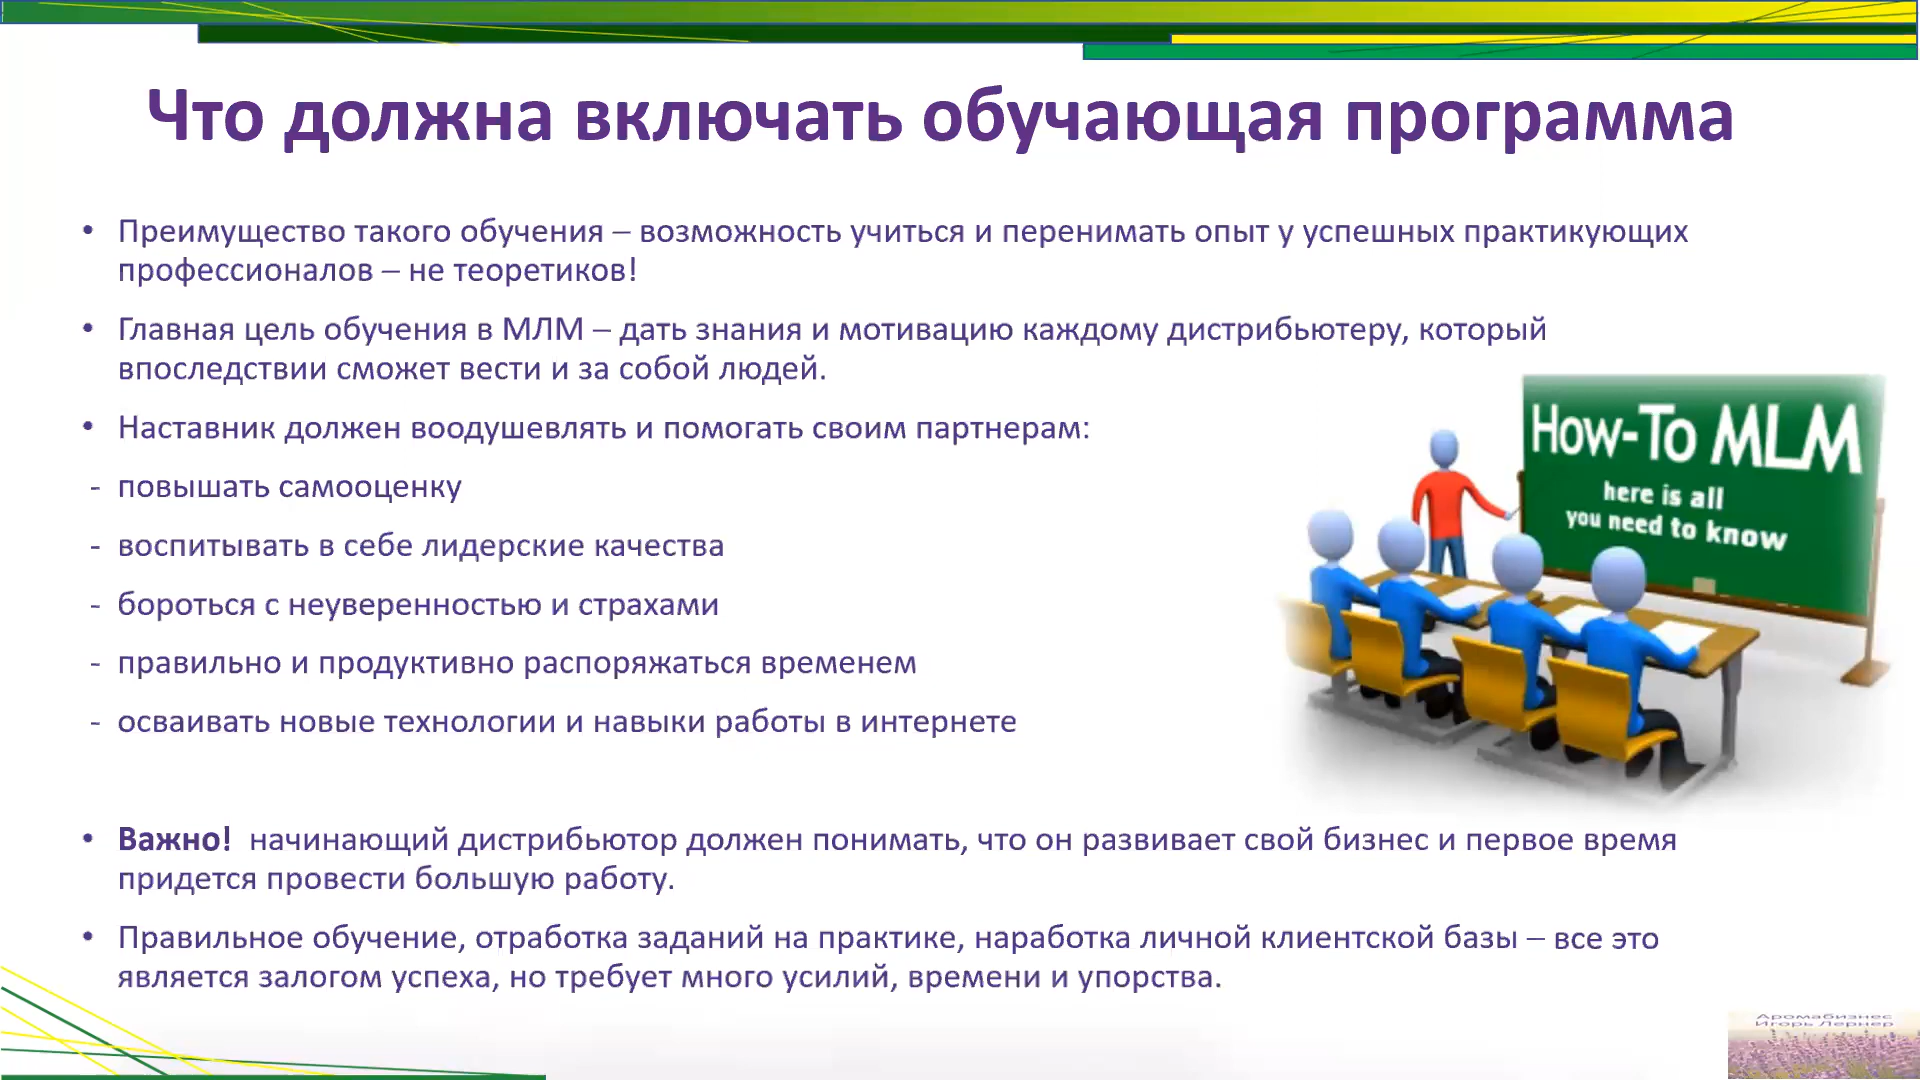 Что должна включать обучающая программа
• Преимущество такого обучения – возможность учиться и перенимать опыт у успешных практикующих
профессионалов – не теоретиков!
• Главная цель обучения в МЛМ – дать знания и мотивацию каждому дистрибьютеру, который
впоследствии сможет вести и за собой людей.
• Наставник должен воодушевлять и помогать своим партнерам:
- повышать самооценку
- воспитывать в себе лидерские качества
- бороться с неуверенностью и страхами
- правильно и продуктивно распоряжаться временем
- осваивать новые технологии и навыки работы в интернете
How-To MLM
here is all
you need to know
• Важно! начинающий дистрибьютор должен понимать, что он развивает свой бизнес и первое время
придется провести большую работу.
• Правильное обучение, отработка заданий на практике, наработка личной клиентской базы – все это
является залогом успеха, но требует много усилий, времени и упорства.
Аромабизнес
Игорь Лернер